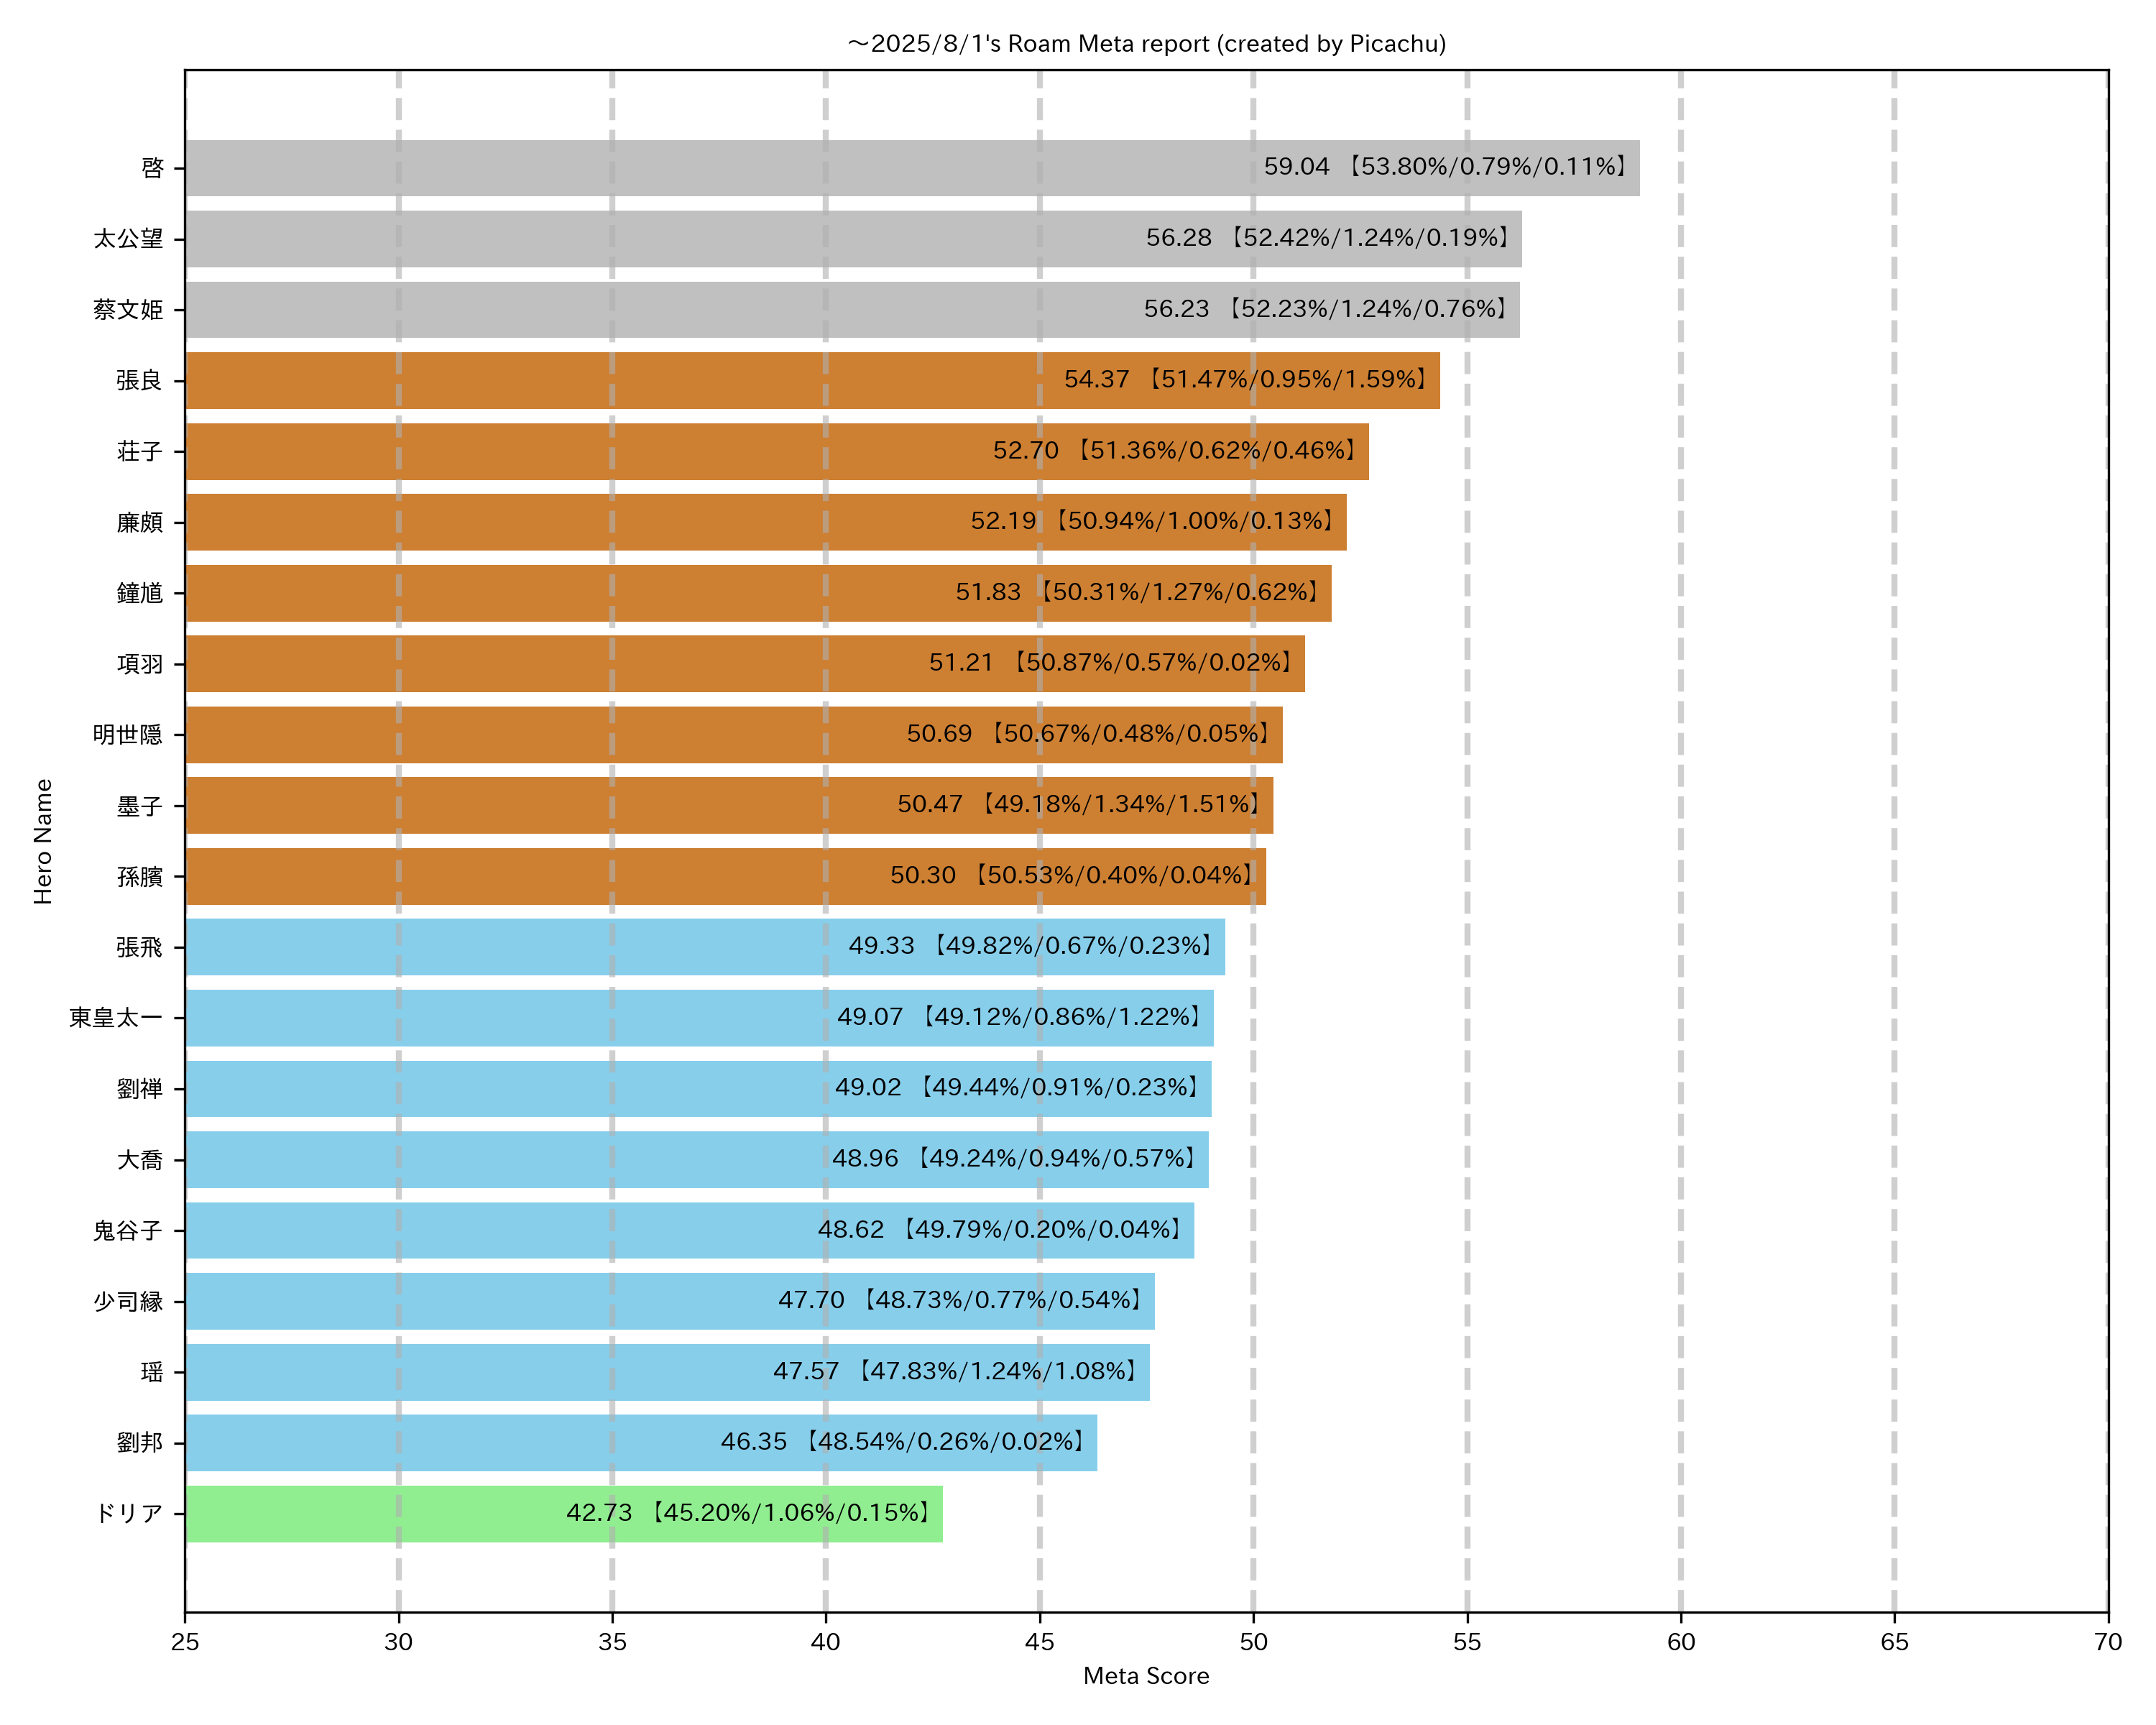 ～2025/8/1's Roam Meta report (created by Picachu)
Hero Name
啓 59.04 【53.80%/0.79%/0.11%】
太公望 56.28 【52.42%/1.24%/0.19%】
蔡文姫 56.23 【52.23%/1.24%/0.76%】
張良 54.37 【51.47%/0.95%/1.59%】
荘子 52.70 【51.36%/0.62%/0.46%】
廉頗 52.19 【50.94%/1.00%/0.13%】
鐘馗 51.83 【50.31%/1.27%/0.62%】
項羽 51.21 【50.87%/0.57%/0.02%】
明世隠 50.69 【50.67%/0.48%/0.05%】
墨子 50.47 【49.18%/1.34%/1.51%】
孫臏 50.30 【50.53%/0.40%/0.04%】
張飛 49.33 【49.82%/0.67%/0.23%】
東皇太一 49.07 【49.12%/0.86%/1.22%】
劉禅 49.02 【49.44%/0.91%/0.23%】
大喬 48.96 【49.24%/0.94%/0.57%】
鬼谷子 48.62 【49.79%/0.20%/0.04%】
少司縁 47.70 【48.73%/0.77%/0.54%】
瑶 47.57 【47.83%/1.24%/1.08%】
劉邦 46.35 【48.54%/0.26%/0.02%】
ドリア 42.73 【45.20%/1.06%/0.15%】
25 30 35 40 45 50 55 60 65 70
Meta Score